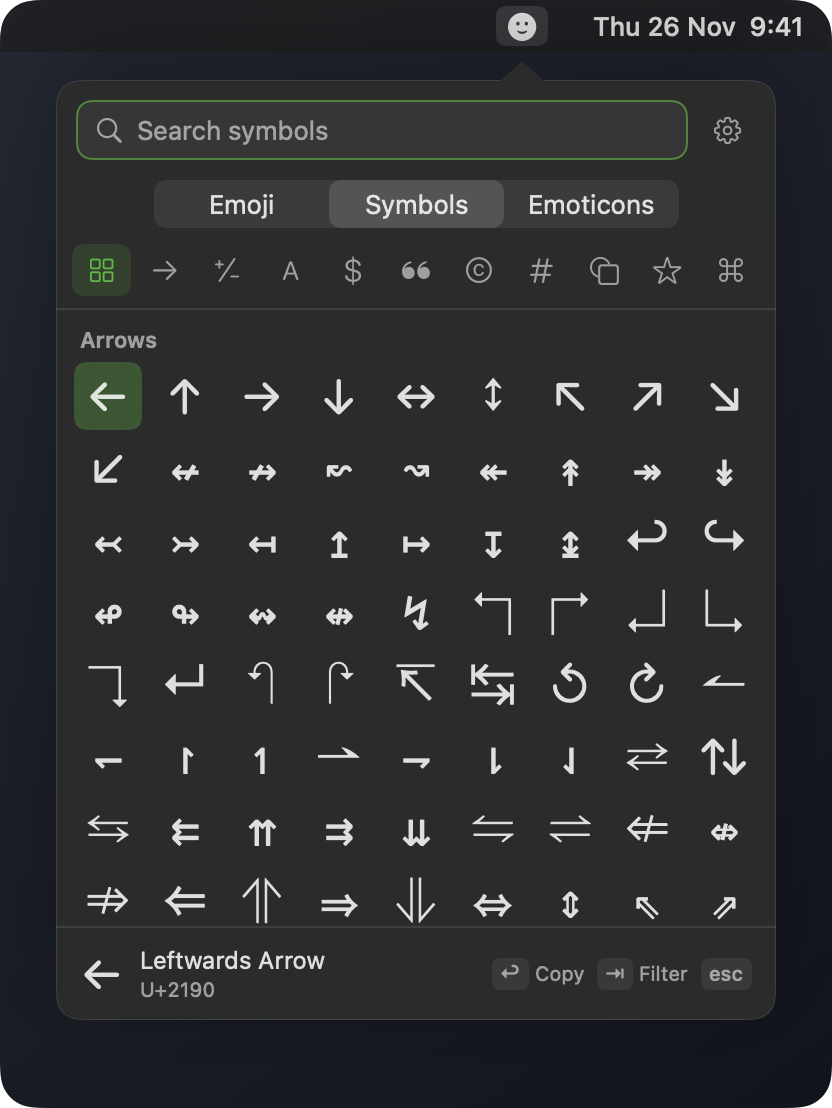 Thu 26 Nov 9:41
Search symbols
Emoji Symbols Emoticons
→ +/− A $ ❝ © # ☆ ⌘
Arrows
← ↑ → ↓ ↔ ↕ ↖ ↗ ↘
↙ ↚ ↛ ↜ ↝ ↞ ↟ ↠ ↡
↢ ↣ ↤ ↥ ↦ ↧ ↨ ↩ ↪
↫ ↬ ↭ ↮ ↯ ↰ ↱ ↲ ↳
↴ ↵ ↶ ↷ ↸ ↹ ↺ ↻ ↼
↽ ↾ ↿ ⇀ ⇁ ⇂ ⇃ ⇄ ⇅
⇆ ⇇ ⇈ ⇉ ⇊ ⇋ ⇌ ⇍ ⇎
⇏ ⇐ ⇑ ⇒ ⇓ ⇔ ⇕ ⇖ ⇗
← Leftwards Arrow
U+2190
↩ Copy ⇥ Filter esc